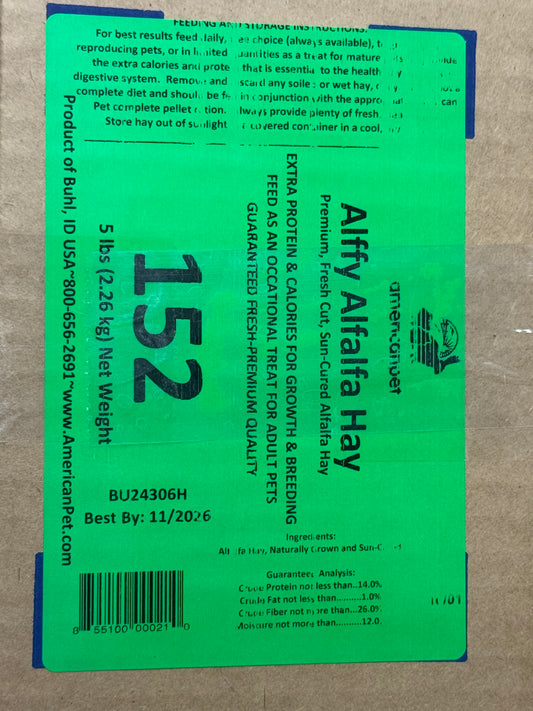 FEEDING AND STORAGE INSTRUCTIONS:
For best results feed daily, free choice (always available), to
reproducing pets, or in limited quantities as a treat for mature
the extra calories and prote that is essential to the health
digestive system. Remove and discard any soile or wet hay,
complete diet and should be fe in conjunction with the appro can
Pet complete pellet ration. Always provide plenty of fresh
Store hay out of sunlight covered container in a cool,
americanpet
Alffy Alfalfa Hay
Premium, Fresh Cut, Sun-Cured Alfalfa Hay
EXTRA PROTEIN & CALORIES FOR GROWTH & BREEDING
FEED AS AN OCCATIONAL TREAT FOR ADULT PETS
GUARANTEED FRESH-PREMIUM QUALITY
152
5 lbs (2.26 kg) Net Weight
Product of Buhl, ID USA~800-656-2691~www.AmericanPet.com
BU24306H
Best By: 11/2026
Ingredients:
Alfalfa Hay, Naturally Grown and Sun-C
Guarantee Analysis:
Crude Protein not less than..14.0%
Crude Fat not less than..........1.0%
Crude Fiber not more than...26.0%
Moisture not more than..........12.0
8 55100 00021 0